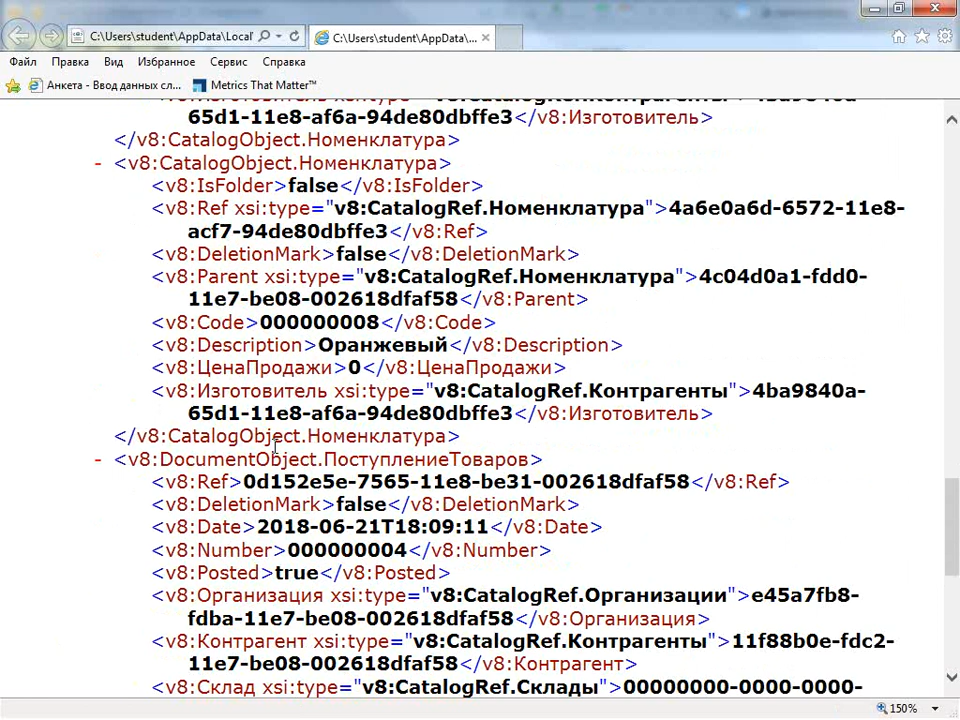 C:\Users\student\AppData\Local'
C:\Users\student\AppData\...
Файл Правка Вид Избранное Сервис Справка
Анкета - Ввод данных сл... Metrics That Matter™
65d1-11e8-af6a-94de80dbffe3</v8:Изготовитель>
</v8:CatalogObject.Номенклатура>
- <v8:CatalogObject.Номенклатура>
<v8:IsFolder>false</v8:IsFolder>
<v8:Ref xsi:type="v8:CatalogRef.Номенклатура">4a6e0a6d-6572-11e8-
acf7-94de80dbffe3</v8:Ref>
<v8:DeletionMark>false</v8:DeletionMark>
<v8:Parent xsi:type="v8:CatalogRef.Номенклатура">4c04d0a1-fdd0-
11e7-be08-002618dfaf58</v8:Parent>
<v8:Code>000000008</v8:Code>
<v8:Description>Оранжевый</v8:Description>
<v8:ЦенаПродажи>0</v8:ЦенаПродажи>
<v8:Изготовитель xsi:type="v8:CatalogRef.Контрагенты">4ba9840a-
65d1-11e8-af6a-94de80dbffe3</v8:Изготовитель>
</v8:CatalogObject.Номенклатура>
- <v8:DocumentObject.ПоступлениеТоваров>
<v8:Ref>0d152e5e-7565-11e8-be31-002618dfaf58</v8:Ref>
<v8:DeletionMark>false</v8:DeletionMark>
<v8:Date>2018-06-21T18:09:11</v8:Date>
<v8:Number>000000004</v8:Number>
<v8:Posted>true</v8:Posted>
<v8:Организация xsi:type="v8:CatalogRef.Организации">e45a7fb8-
fdba-11e7-be08-002618dfaf58</v8:Организация>
<v8:Контрагент xsi:type="v8:CatalogRef.Контрагенты">11f88b0e-fdc2-
11e7-be08-002618dfaf58</v8:Контрагент>
<v8:Склад xsi:type="v8:CatalogRef.Склады">00000000-0000-0000-
150%